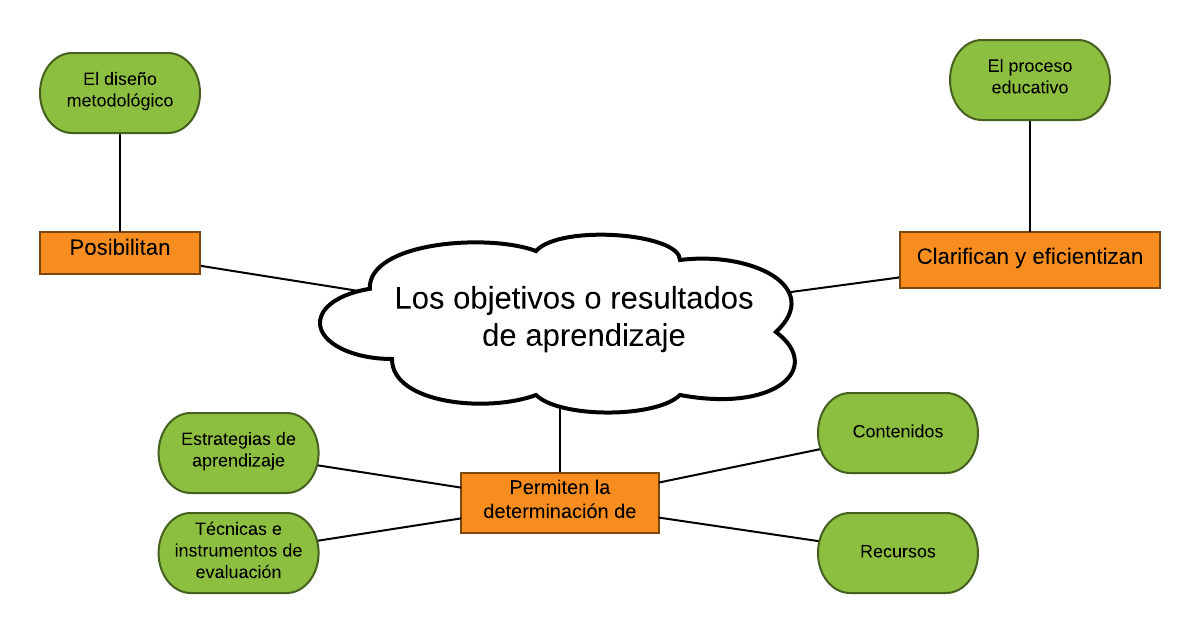 El diseño
metodológico
El proceso
educativo
Posibilitan
Clarifican y eficientizan
Los objetivos o resultados
de aprendizaje
Estrategias de
aprendizaje
Contenidos
Permiten la
determinación de
Técnicas e
instrumentos de
evaluación
Recursos